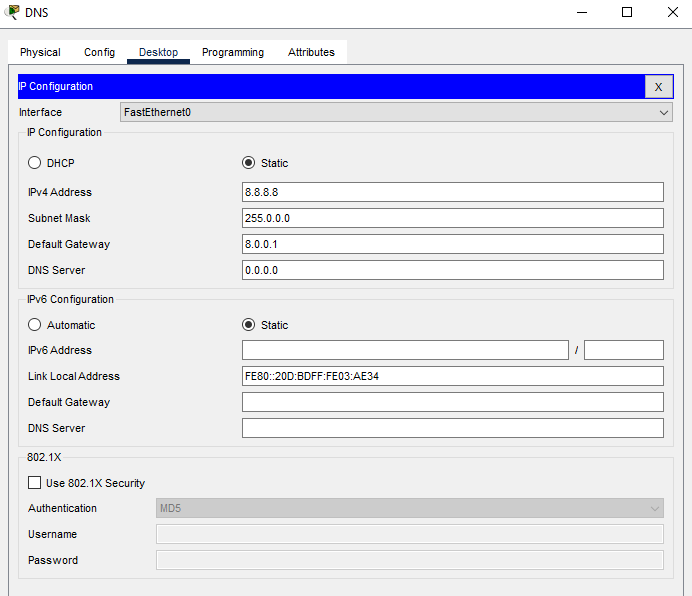 DNS
Physical Config Desktop Programming Attributes
IP Configuration X
Interface FastEthernet0
IP Configuration
DHCP Static
IPv4 Address 8.8.8.8
Subnet Mask 255.0.0.0
Default Gateway 8.0.0.1
DNS Server 0.0.0.0
IPv6 Configuration
Automatic Static
IPv6 Address /
Link Local Address FE80::20D:BDFF:FE03:AE34
Default Gateway
DNS Server
802.1X
Use 802.1X Security
Authentication MD5
Username
Password